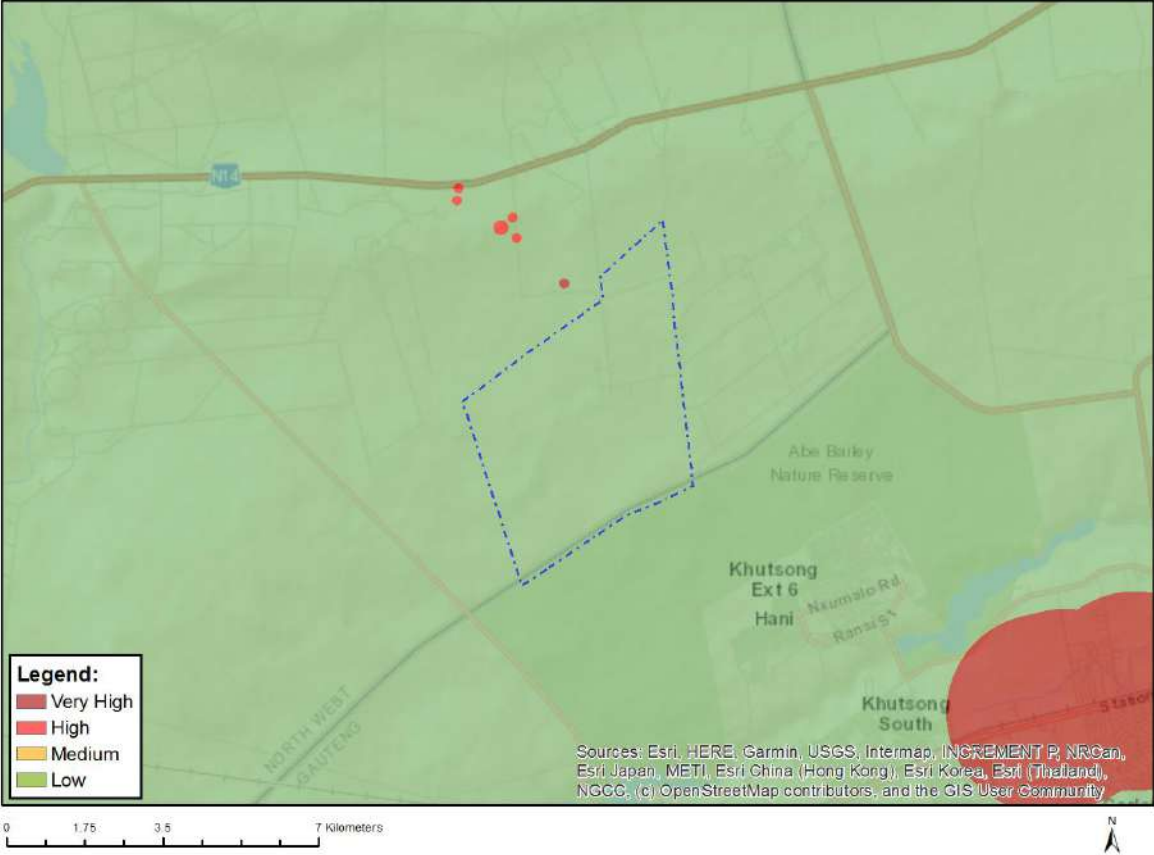 N14
Abe Bailey
Nature Reserve
Khutsong
Ext 6
Hani
Nxumalo Rd
Khutsong
South
NORTH WEST
GAUTENG
Legend:
Very High
High
Medium
Low
Sources: Esri, HERE, Garmin, USGS, Intermap, INCREMENT P, NRCan,
Esri Japan, METI, Esri China (Hong Kong), Esri Korea, Esri (Thailand),
NGCC, (c) OpenStreetMap contributors, and the GIS User Community
0 1.75 3.5 7 Kilometers
N